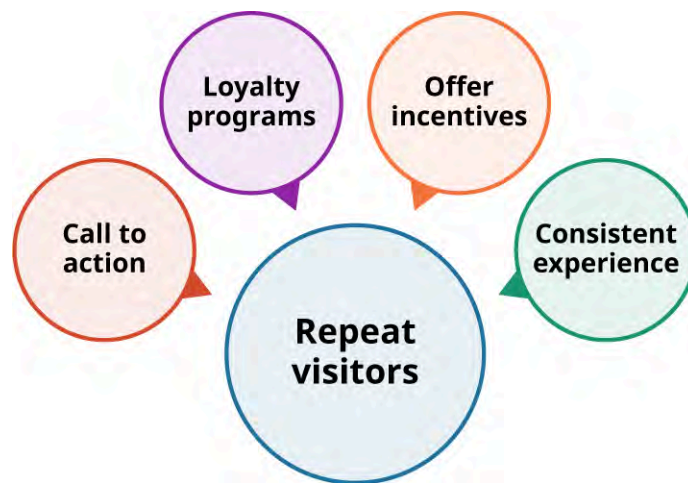 Loyalty
programs
Offer
incentives
Call to
action
Consistent
experience
Repeat
visitors